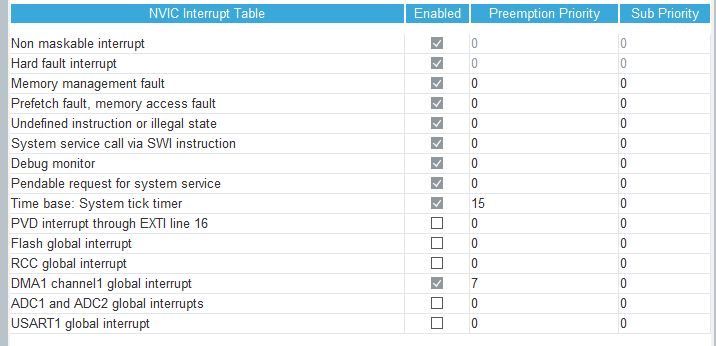 NVIC Interrupt Table Enabled Preemption Priority Sub Priority
Non maskable interrupt 0 0
Hard fault interrupt 0 0
Memory management fault 0 0
Prefetch fault, memory access fault 0 0
Undefined instruction or illegal state 0 0
System service call via SWI instruction 0 0
Debug monitor 0 0
Pendable request for system service 0 0
Time base: System tick timer 15 0
PVD interrupt through EXTI line 16 0 0
Flash global interrupt 0 0
RCC global interrupt 0 0
DMA1 channel1 global interrupt 7 0
ADC1 and ADC2 global interrupts 0 0
USART1 global interrupt 0 0